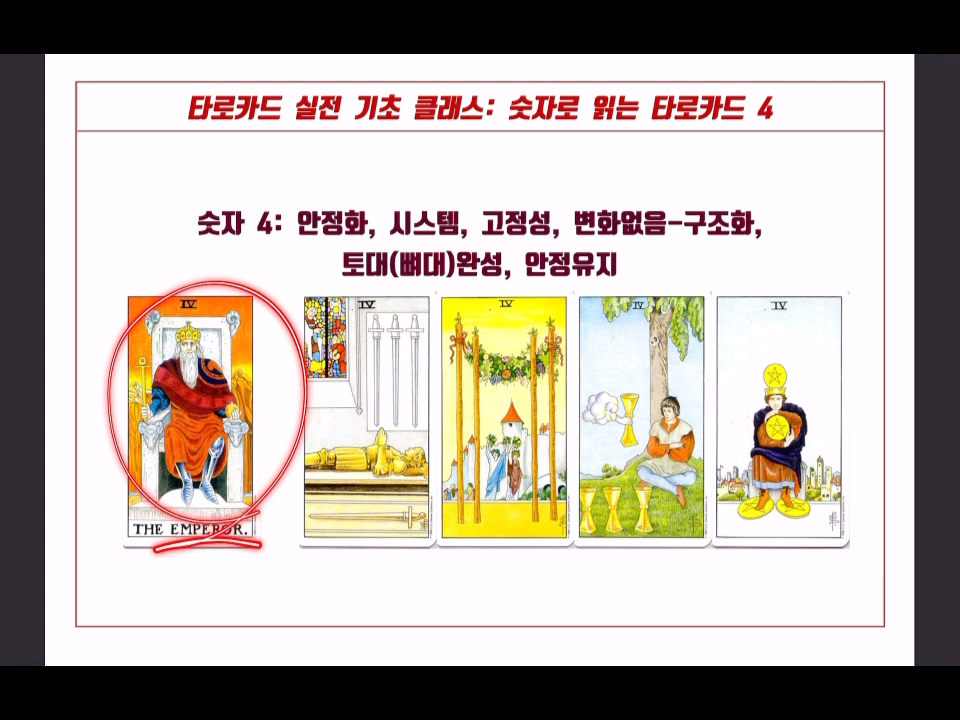 타로카드 실전 기초 클래스: 숫자로 읽는 타로카드 4
숫자 4: 안정화, 시스템, 고정성, 변화없음-구조화,
토대(뼈대)완성, 안정유지
IV
IV
IV
IV
IV
THE EMPEROR.